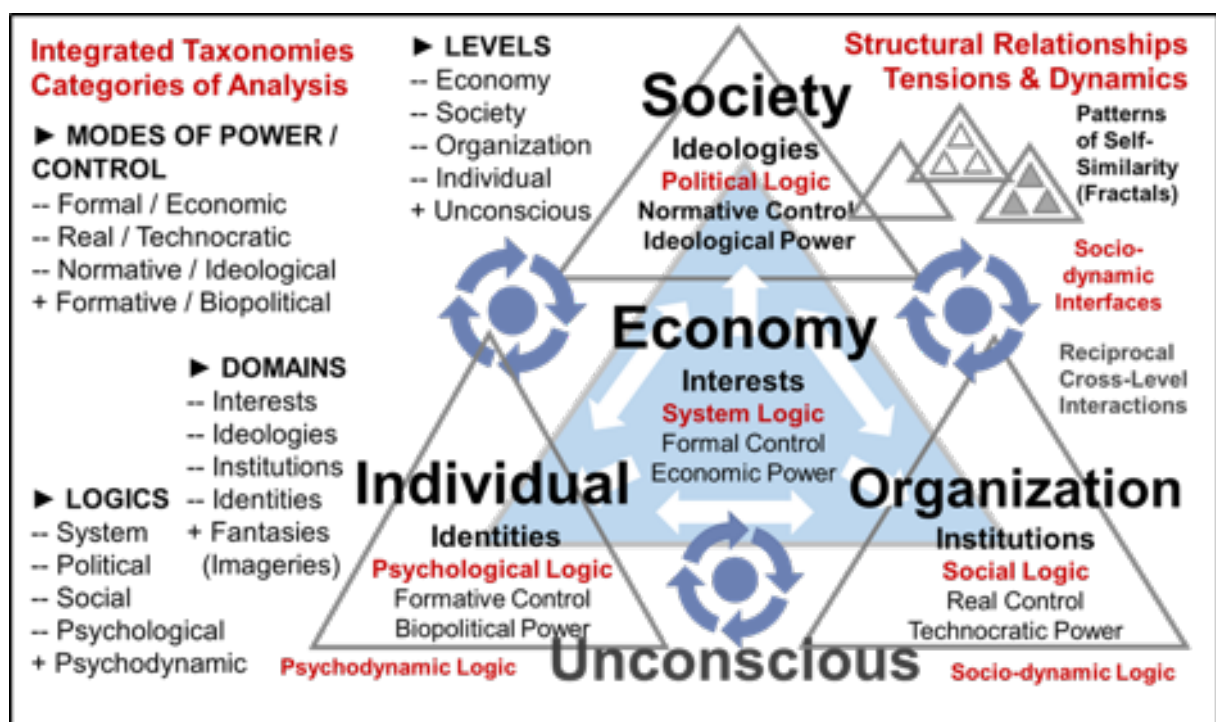 Integrated Taxonomies
Categories of Analysis
► MODES OF POWER /
CONTROL
-- Formal / Economic
-- Real / Technocratic
-- Normative / Ideological
+ Formative / Biopolitical
► DOMAINS
-- Interests
-- Ideologies
-- Institutions
-- Identities
+ Fantasies
(Imageries)
► LOGICS
-- System
-- Political
-- Social
-- Psychological
+ Psychodynamic
► LEVELS
-- Economy
-- Society
-- Organization
-- Individual
+ Unconscious
Society
Ideologies
Political Logic
Normative Control
Ideological Power
Structural Relationships
Tensions & Dynamics
Patterns
of Self-
Similarity
(Fractals)
Socio-
dynamic
Interfaces
Reciprocal
Cross-Level
Interactions
Economy
Interests
System Logic
Formal Control
Economic Power
Individual
Identities
Psychological Logic
Formative Control
Biopolitical Power
Organization
Institutions
Social Logic
Real Control
Technocratic Power
Psychodynamic Logic
Unconscious
Socio-dynamic Logic